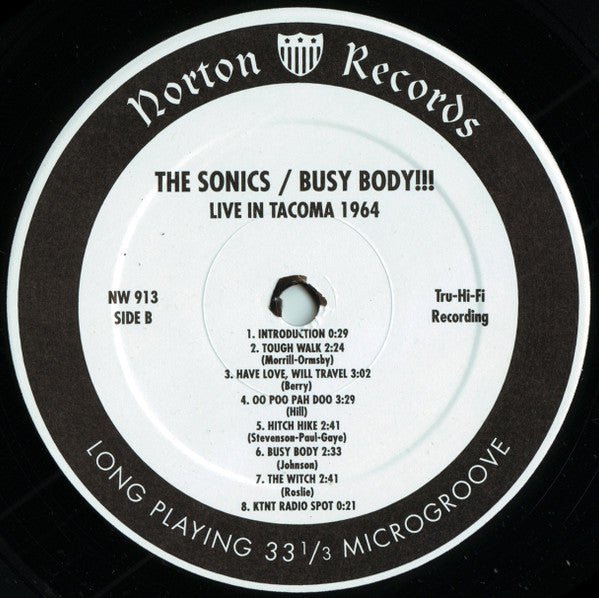 Norton Records
THE SONICS / BUSY BODY!!!
LIVE IN TACOMA 1964
NW 913
SIDE B
Tru-Hi-Fi
Recording
1. INTRODUCTION 0:29
2. TOUGH WALK 2:24
(Morrill-Ormsby)
3. HAVE LOVE, WILL TRAVEL 3:02
(Berry)
4. OO POO PAH DOO 3:29
(Hill)
5. HITCH HIKE 2:41
(Stevenson-Paul-Gaye)
6. BUSY BODY 2:33
(Johnson)
7. THE WITCH 2:41
(Roslie)
8. KTNT RADIO SPOT 0:21
LONG PLAYING 33 1/3 MICROGROOVE